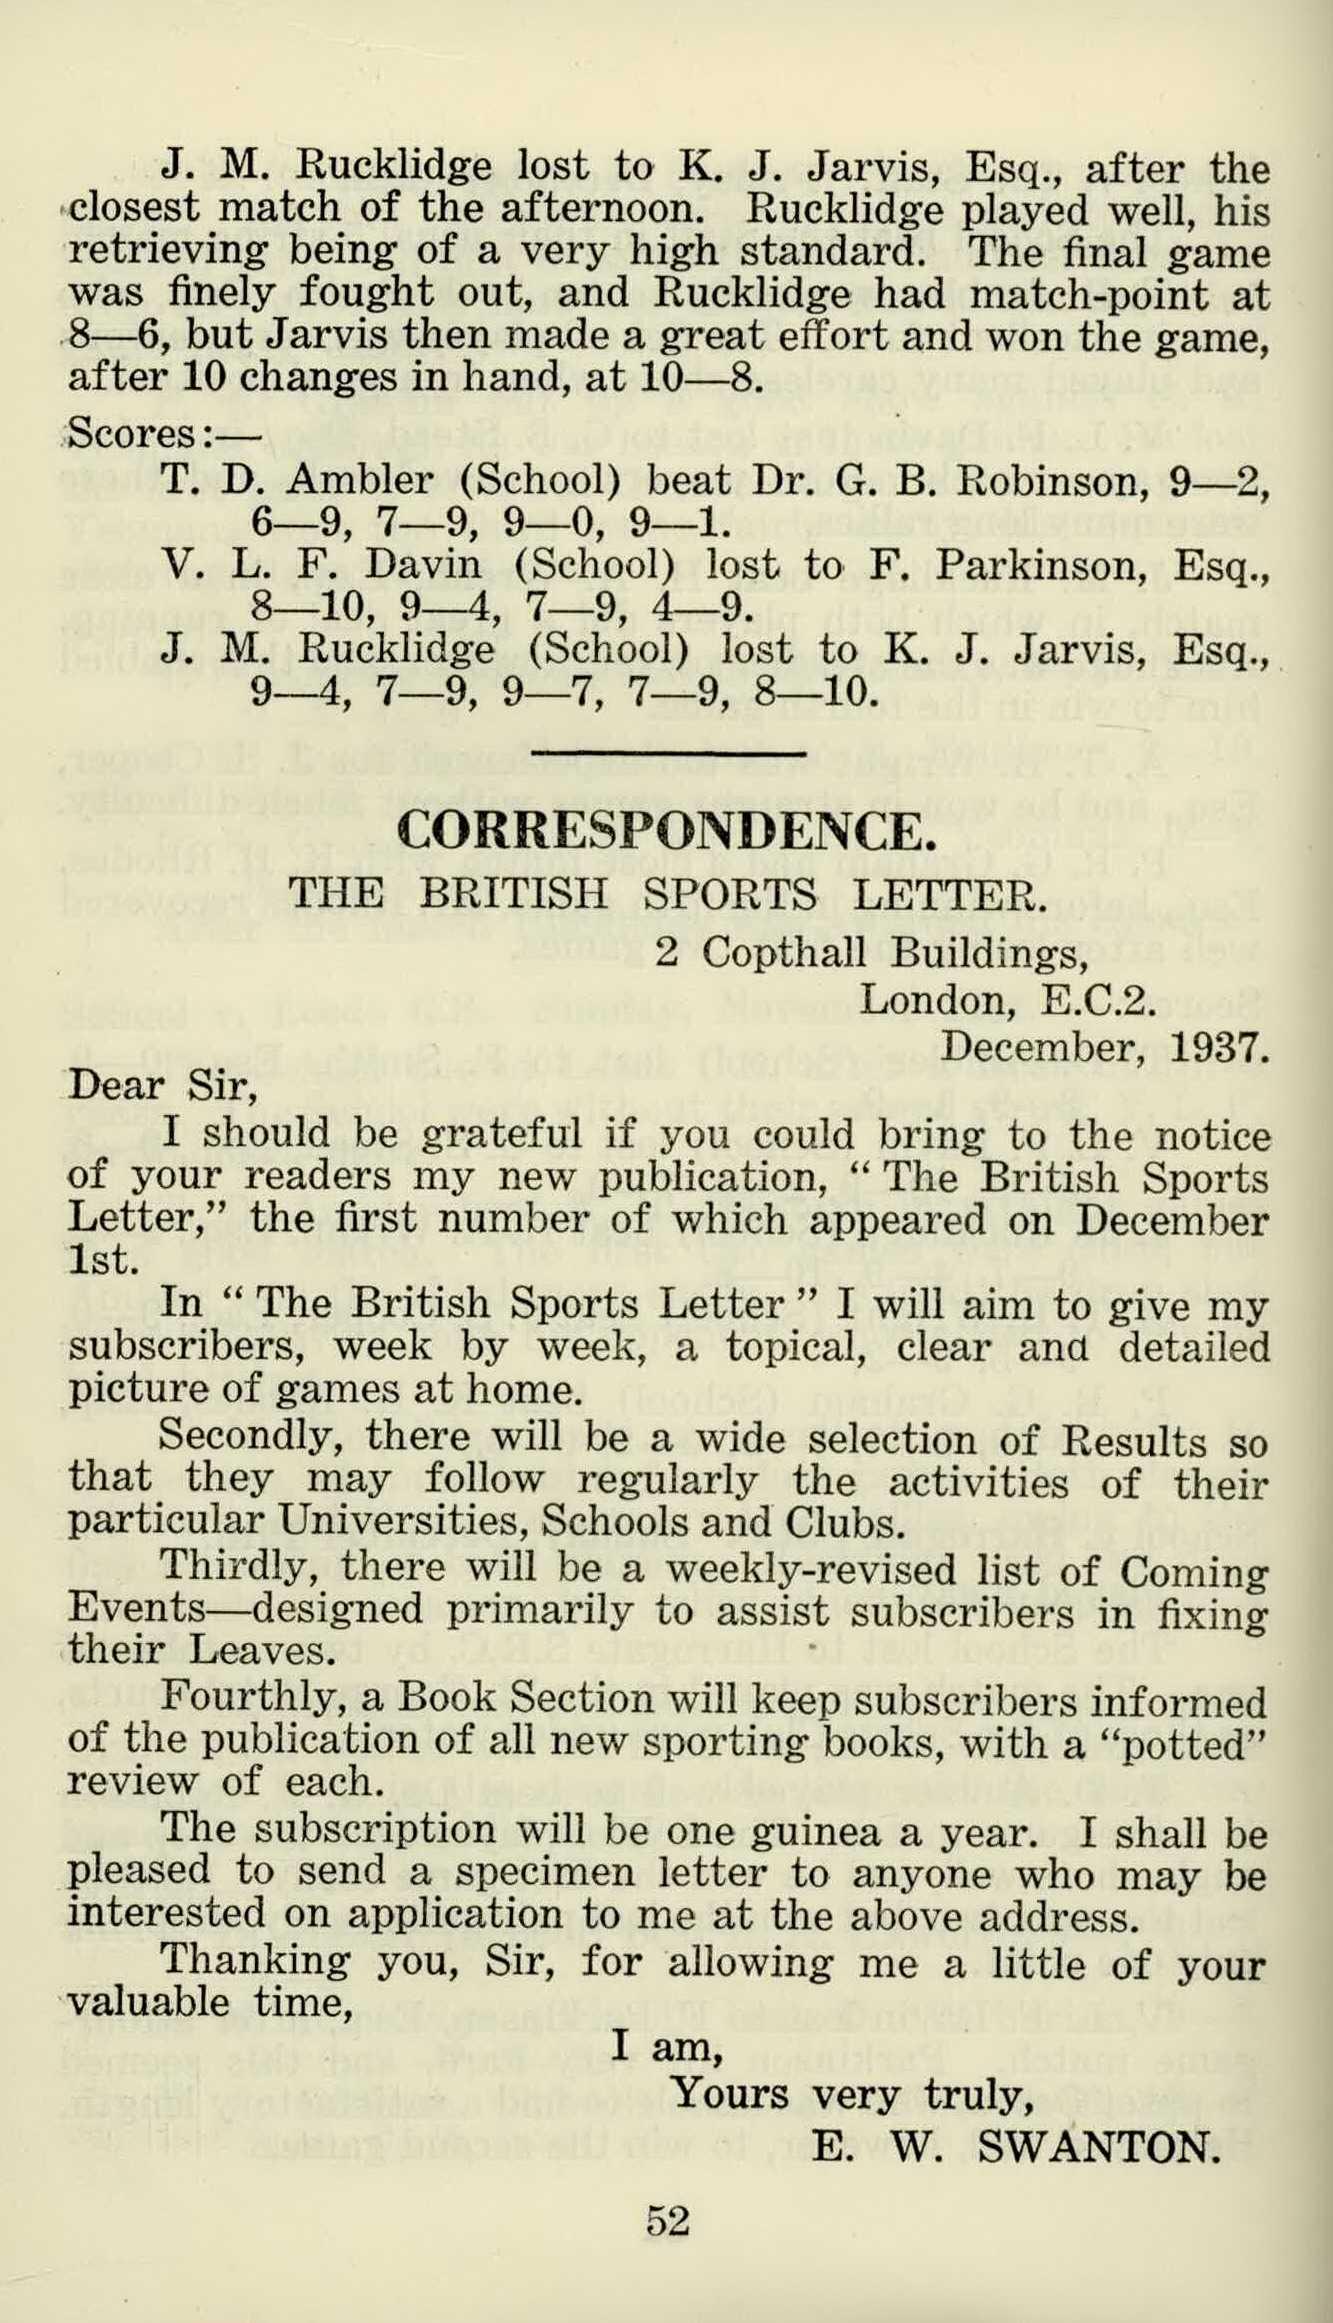 J. M. Rucklidge lost to K. J. Jarvis, Esq., after the
closest match of the afternoon. Rucklidge played well, his
retrieving being of a very high standard. The final game
was finely fought out, and Rucklidge had match-point at
8—6, but Jarvis then made a great effort and won the game,
after 10 changes in hand, at 10—8.
Scores:—
T. D. Ambler (School) beat Dr. G. B. Robinson, 9—2,
6—9, 7—9, 9—0, 9—1.
V. L. F. Davin (School) lost to F. Parkinson, Esq.,
8—10, 9—4, 7—9, 4—9.
J. M. Rucklidge (School) lost to K. J. Jarvis, Esq.,
9—4, 7—9, 9—7, 7—9, 8—10.
CORRESPONDENCE.
THE BRITISH SPORTS LETTER.
2 Copthall Buildings,
London, E.C.2.
December, 1937.
Dear Sir,
I should be grateful if you could bring to the notice
of your readers my new publication, “ The British Sports
Letter,” the first number of which appeared on December
1st.
In “ The British Sports Letter ” I will aim to give my
subscribers, week by week, a topical, clear and detailed
picture of games at home.
Secondly, there will be a wide selection of Results so
that they may follow regularly the activities of their
particular Universities, Schools and Clubs.
Thirdly, there will be a weekly-revised list of Coming
Events—designed primarily to assist subscribers in fixing
their Leaves.
Fourthly, a Book Section will keep subscribers informed
of the publication of all new sporting books, with a “potted”
review of each.
The subscription will be one guinea a year. I shall be
pleased to send a specimen letter to anyone who may be
interested on application to me at the above address.
Thanking you, Sir, for allowing me a little of your
valuable time,
I am,
Yours very truly,
E. W. SWANTON.
52